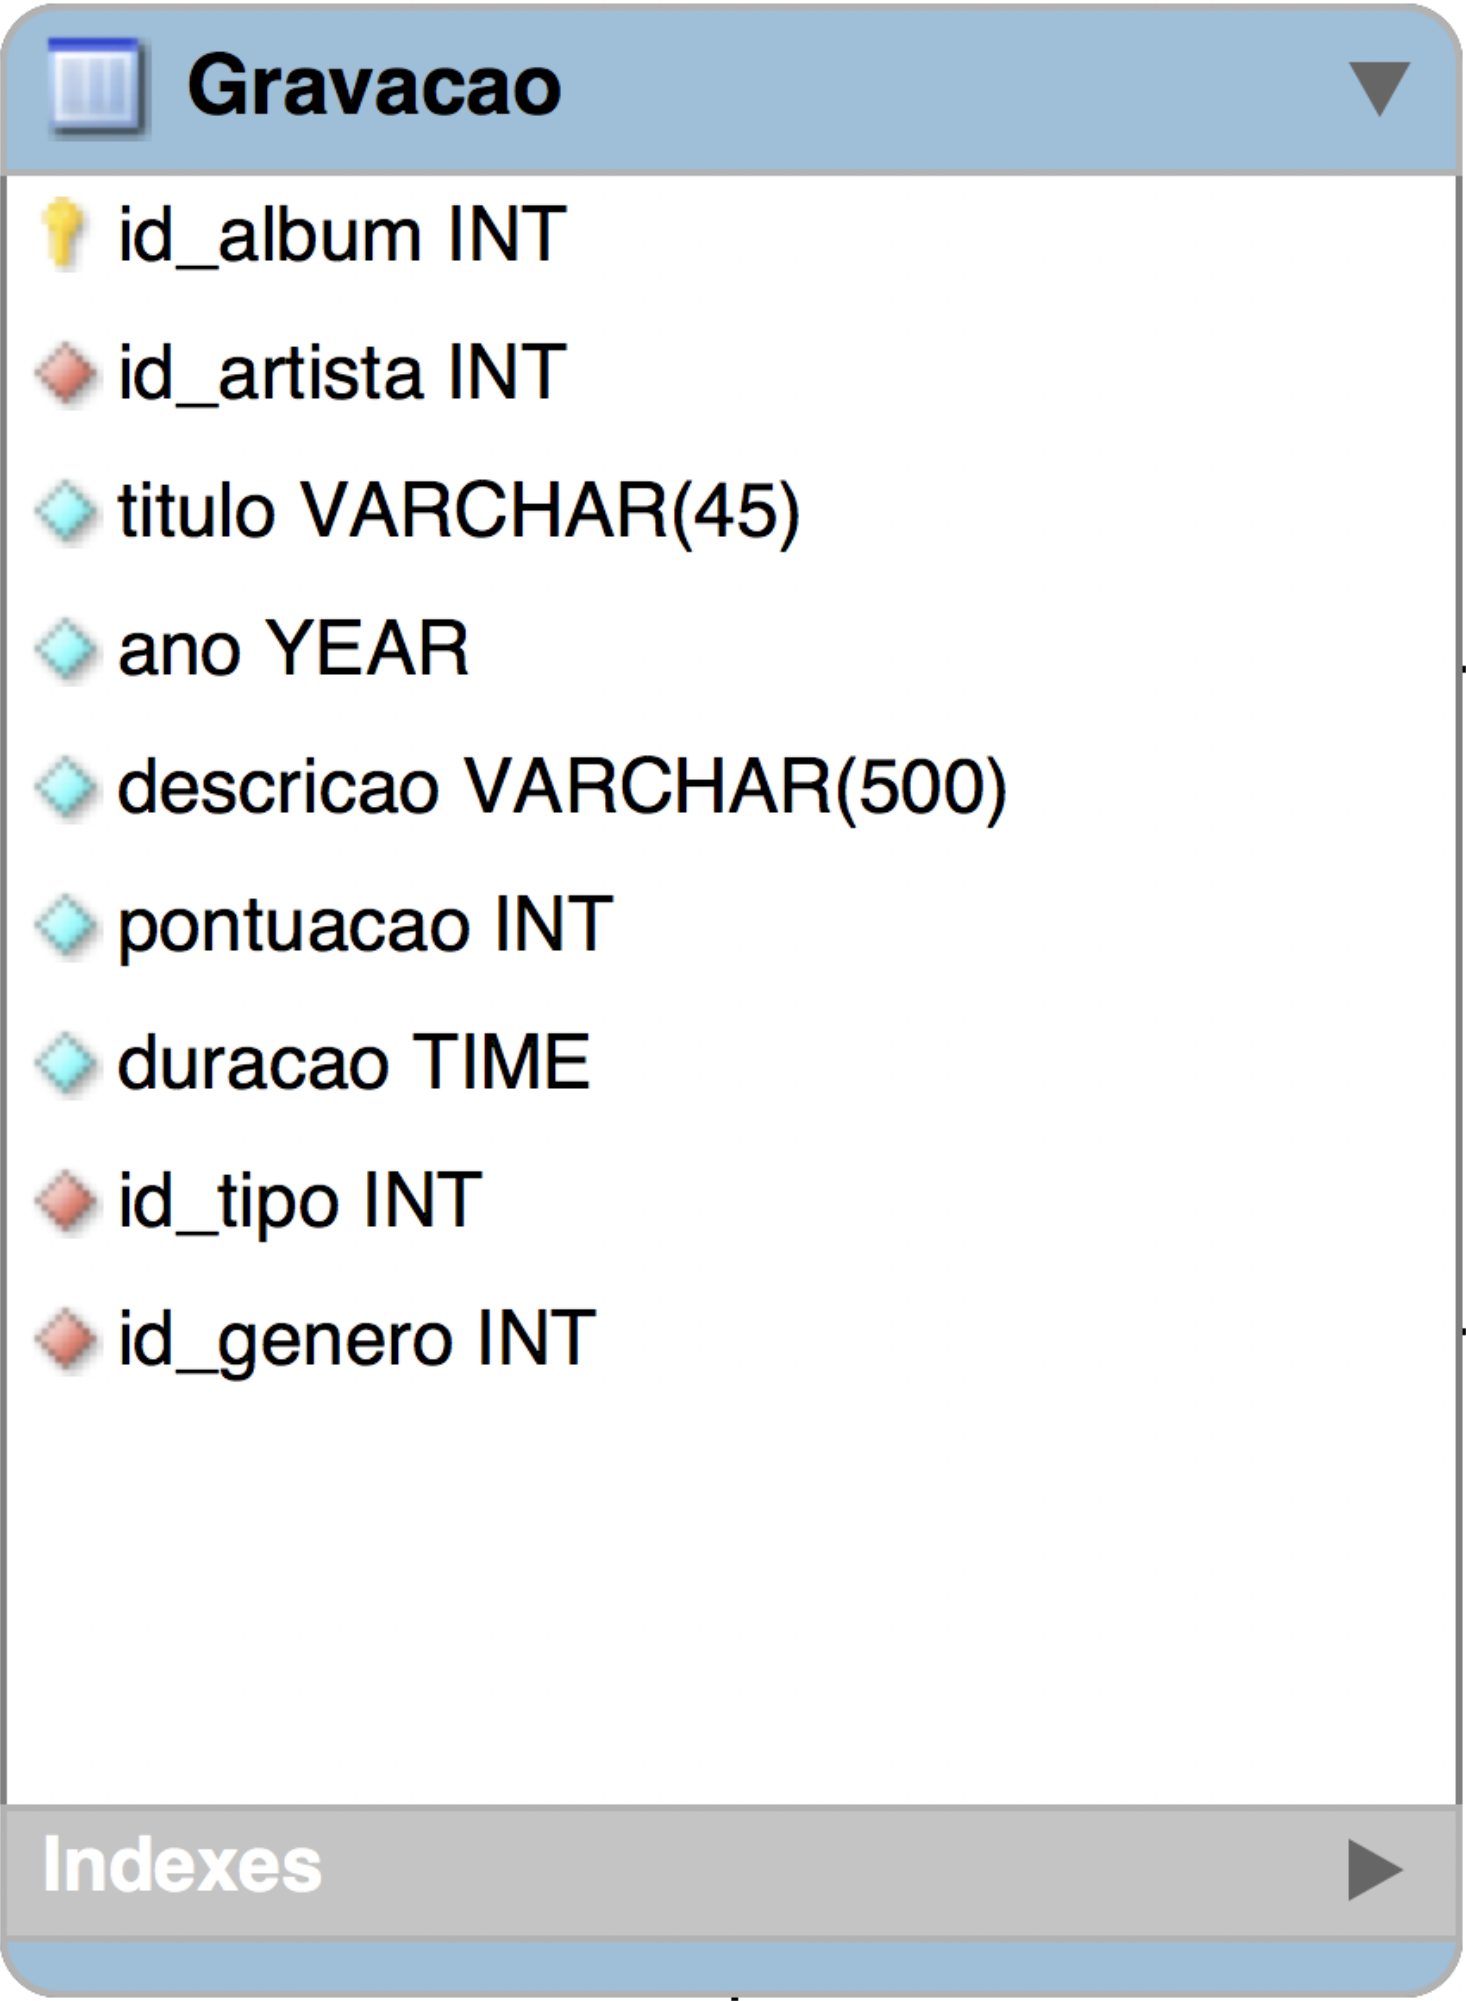 Gravacao
id_album INT
id_artista INT
titulo VARCHAR(45)
ano YEAR
descricao VARCHAR(500)
pontuacao INT
duracao TIME
id_tipo INT
id_genero INT
Indexes